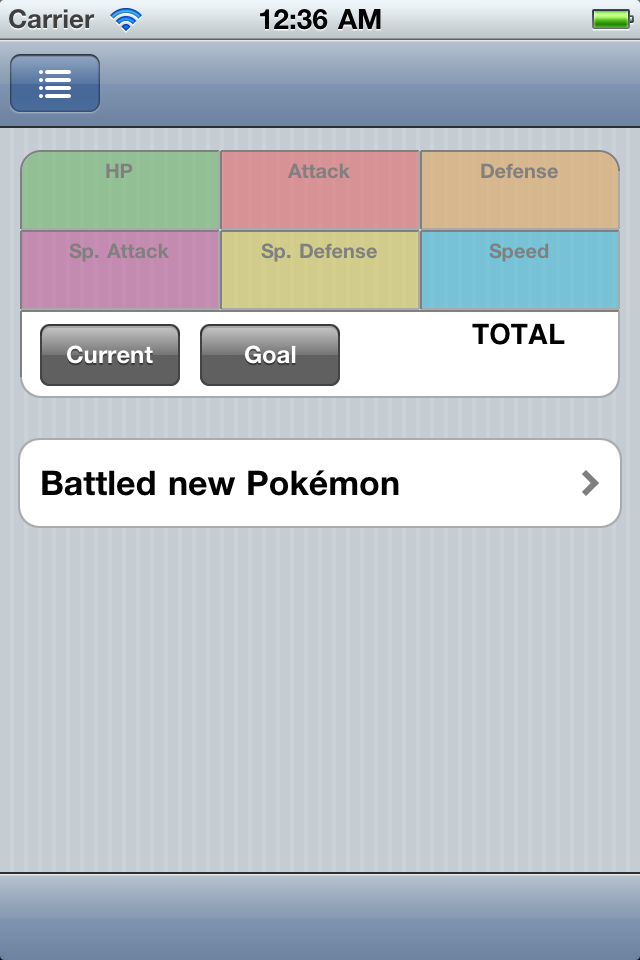 Carrier 12:36 AM
HP Attack Defense
Sp. Attack Sp. Defense Speed
Current Goal TOTAL
Battled new Pokémon